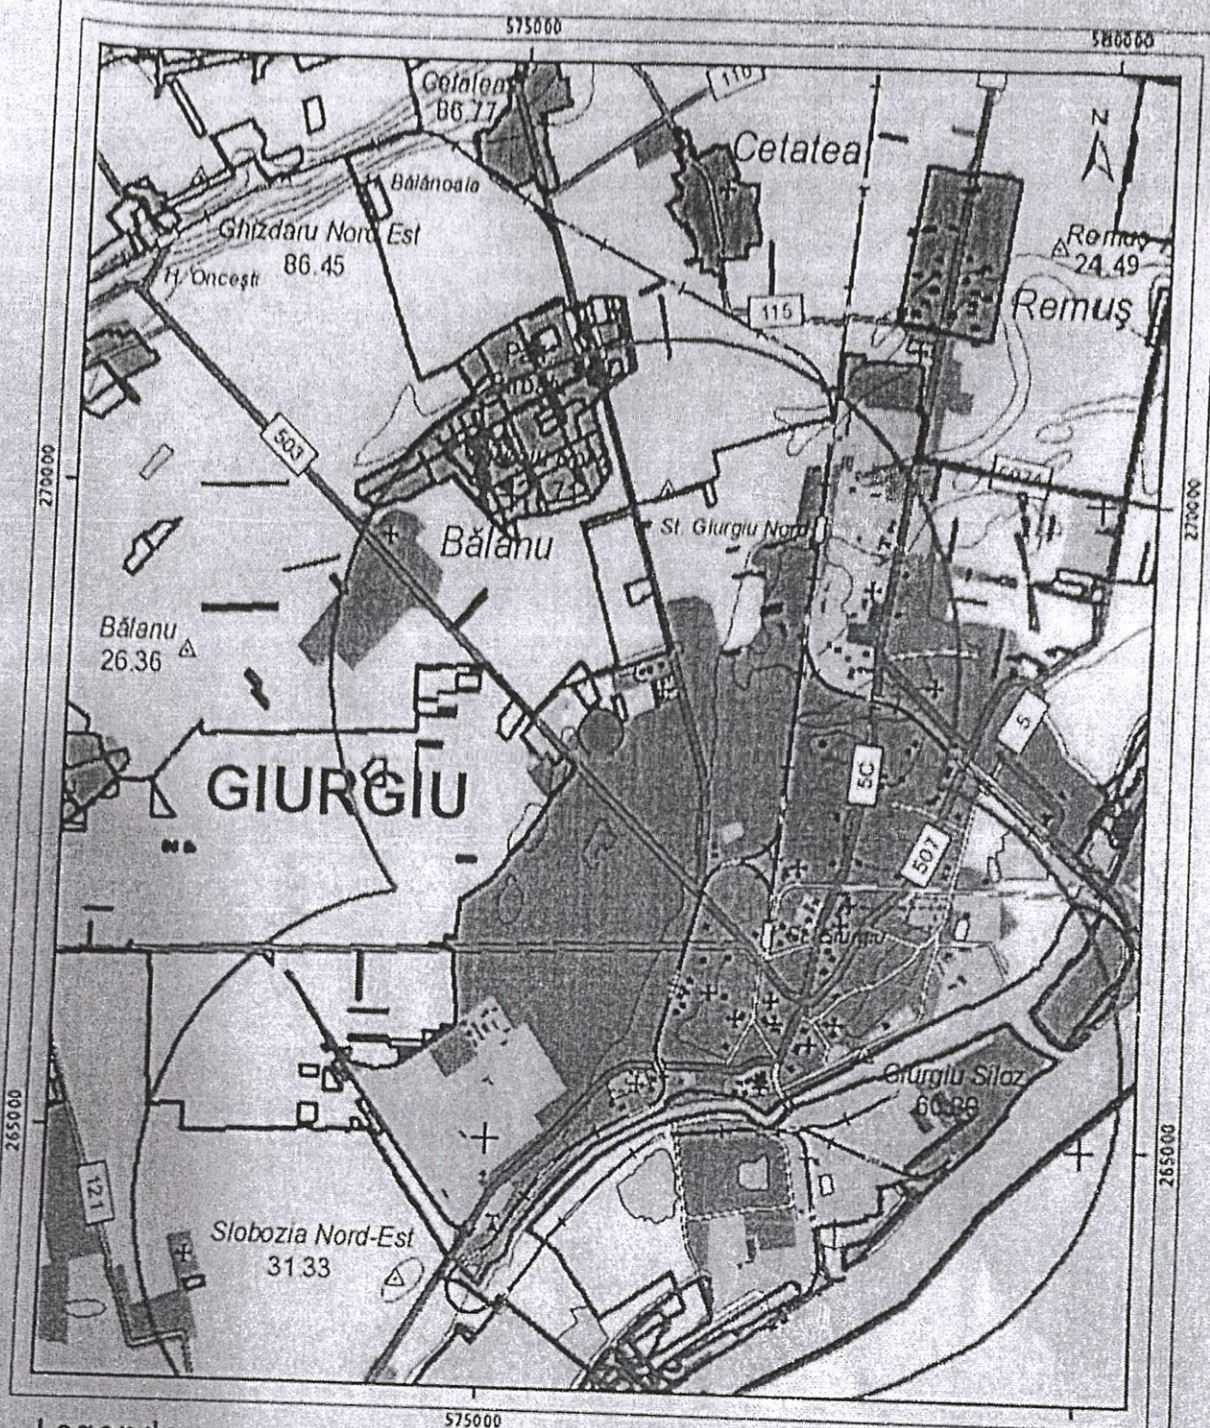 575000
580000
Cetatea
86.77
110
Cetatea
N
Bălănoaia
Ghizdaru Nord Est
86.45
H. Oncești
Remuș
24.49
Remuș
115
503
270000
270000
St. Giurgiu Nord
Bălanu
Bălanu
26.36
5
GIURGIU
5C
507
Giurgiu
Giurgiu Siloz
265000
265000
121
Slobozia Nord-Est
31.33
575000